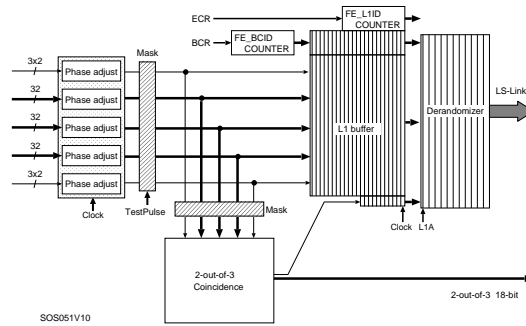 ECR
FE_L1ID
COUNTER
BCR
FE_BCID
COUNTER
Mask
3x2
Phase adjust
32
Phase adjust
32
Phase adjust
32
Phase adjust
3x2
Phase adjust
L1 buffer
Derandomizer
LS-Link
Clock
TestPulse
Mask
Clock
L1A
2-out-of-3
Coincidence
2-out-of-3 18-bit
SOS051V10